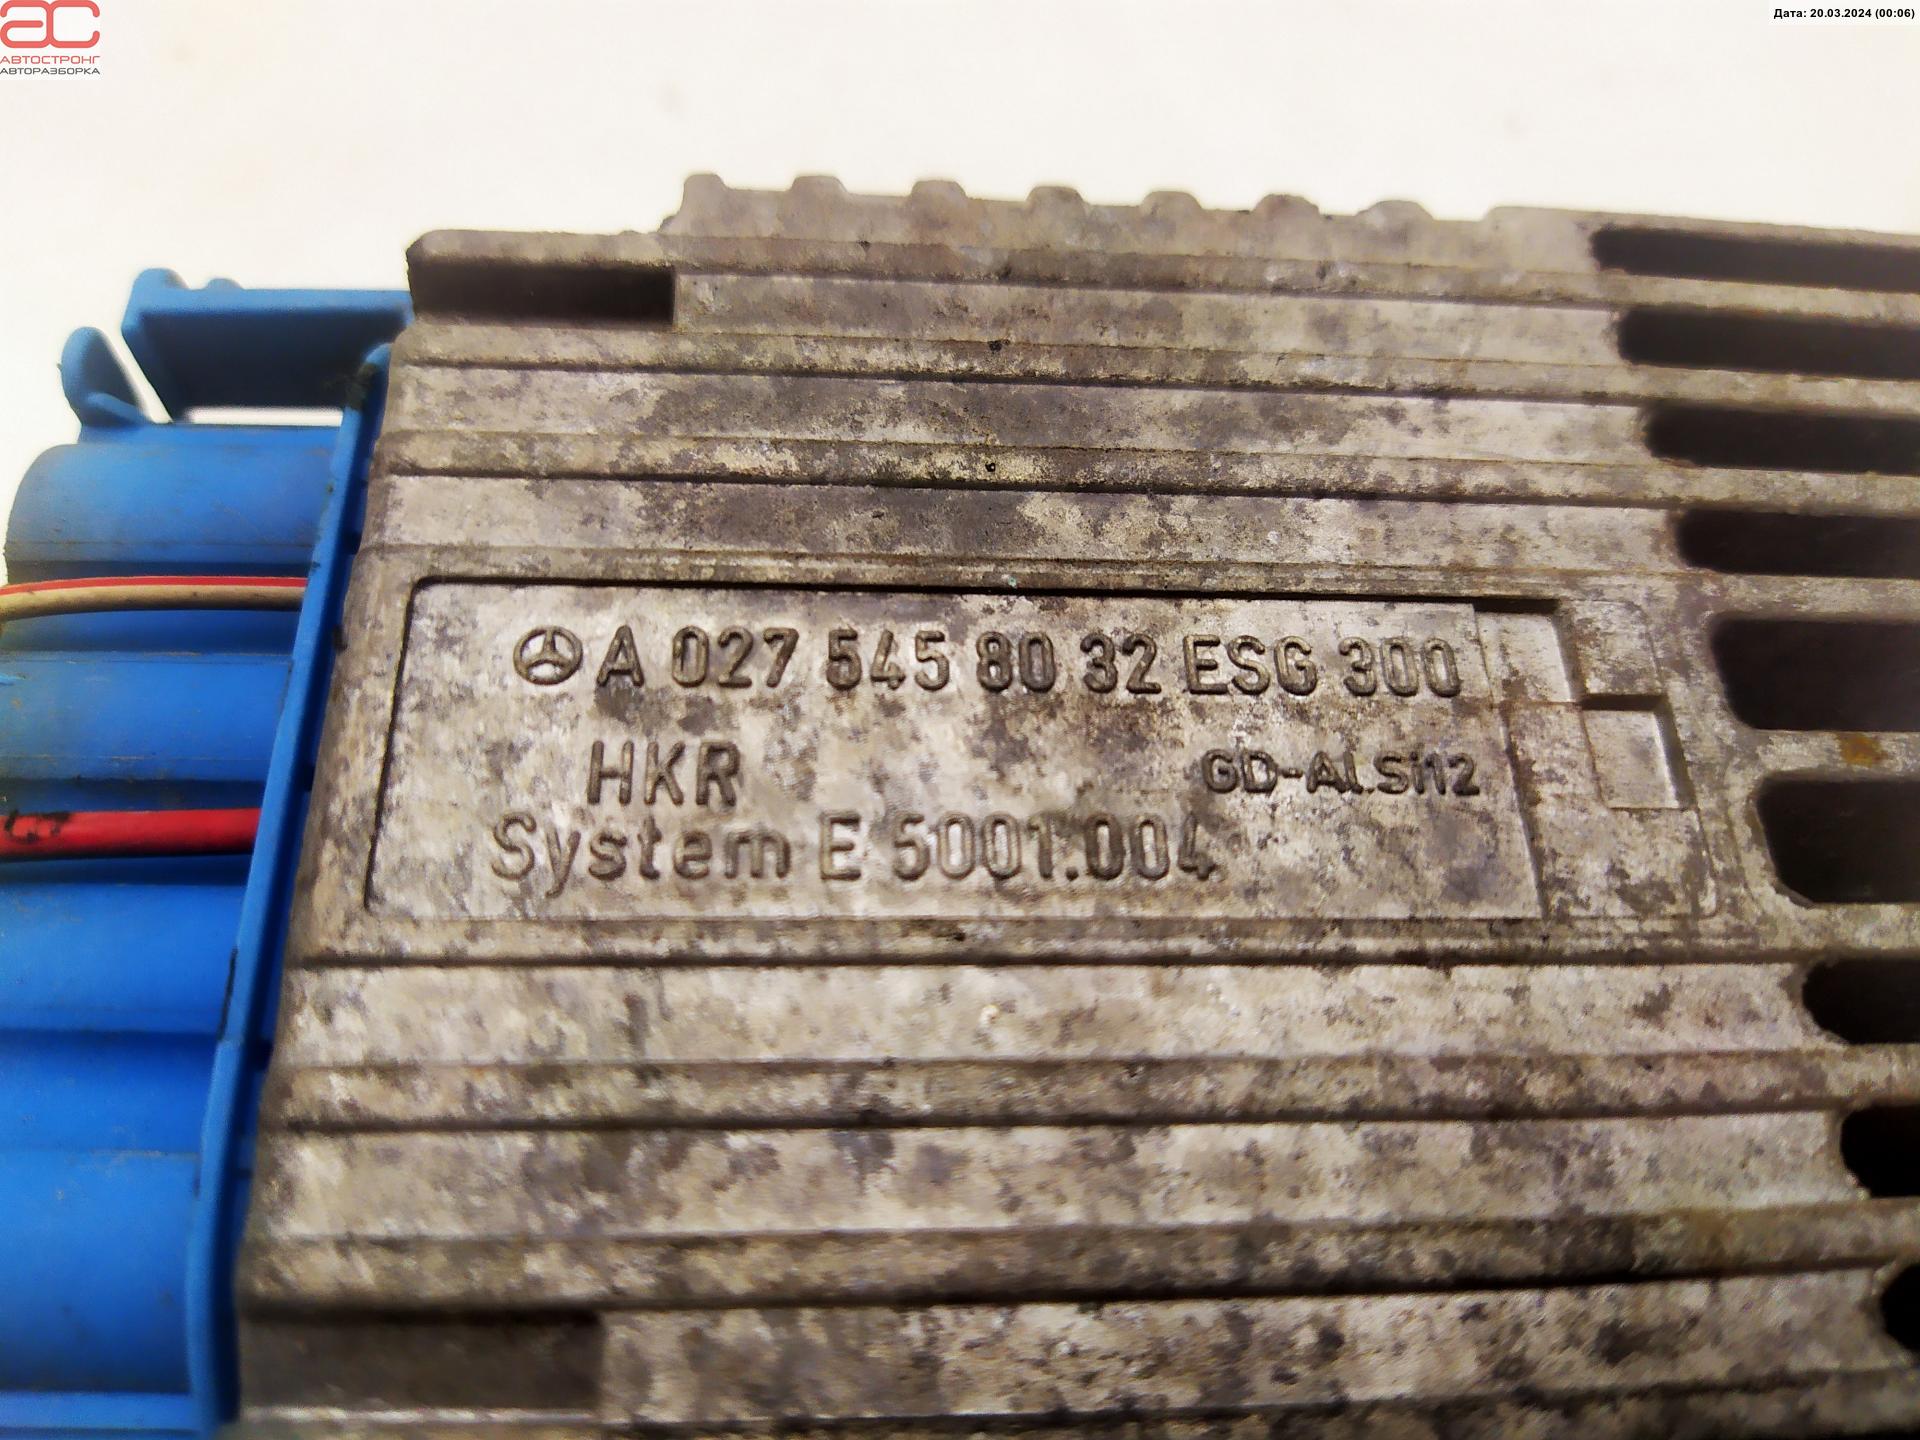 АС
АВТОСТРОНГ
АВТОРАЗБОРКА
Дата: 20.03.2024 (00:06)
A 027 545 80 32 ESG 300
HKR GD-Al.Si12
System E 5001.004